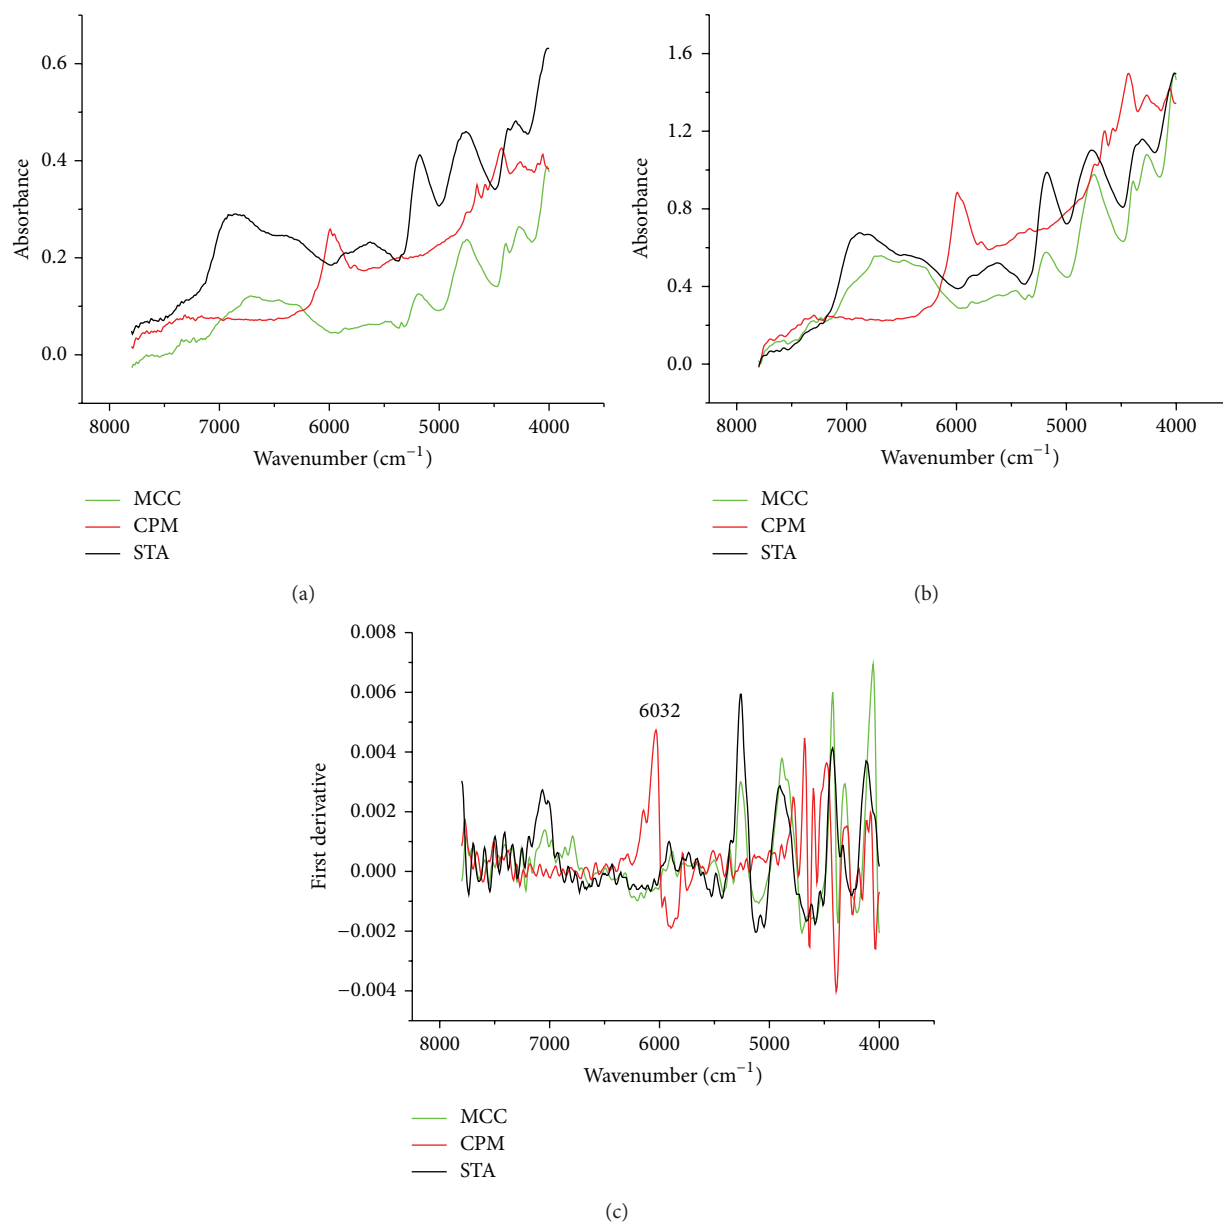 0.6
0.4
0.2
0.0
Absorbance
8000 7000 6000 5000 4000
Wavenumber (cm⁻¹)
MCC
CPM
STA
(a)
1.6
1.2
0.8
0.4
0.0
Absorbance
8000 7000 6000 5000 4000
Wavenumber (cm⁻¹)
MCC
CPM
STA
(b)
0.008
0.006
0.004
0.002
0.000
−0.002
−0.004
First derivative
6032
8000 7000 6000 5000 4000
Wavenumber (cm⁻¹)
MCC
CPM
STA
(c)